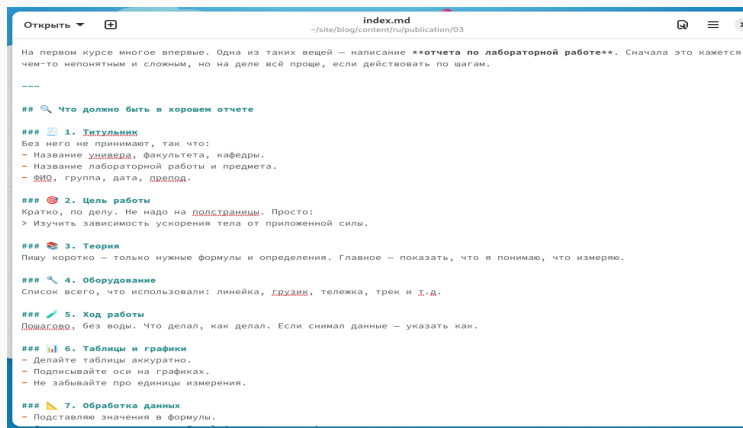 Открыть
index.md
~/site/blog/content/ru/publication/03
На первом курсе многое впервые. Одна из таких вещей — написание **отчета по лабораторной работе**. Сначала это кажется
чем-то непонятным и сложным, но на деле всё проще, если действовать по шагам.
---
## 🔍 Что должно быть в хорошем отчете
### 🧾 1. Титульник
Без него не принимают, так что:
- Название универа, факультета, кафедры.
- Название лабораторной работы и предмета.
- ФИО, группа, дата, препод.
### 🎯 2. Цель работы
Кратко, по делу. Не надо на полстраницы. Просто:
> Изучить зависимость ускорения тела от приложенной силы.
### 📚 3. Теория
Пишу коротко — только нужные формулы и определения. Главное — показать, что я понимаю, что измеряю.
### 🔧 4. Оборудование
Список всего, что использовали: линейка, грузик, тележка, трек и т.д.
### 🧪 5. Ход работы
Пошагово, без воды. Что делал, как делал. Если снимал данные — указать как.
### 📊 6. Таблицы и графики
- Делайте таблицы аккуратно.
- Подписывайте оси на графиках.
- Не забывайте про единицы измерения.
### 📐 7. Обработка данных
- Подставляю значения в формулы.